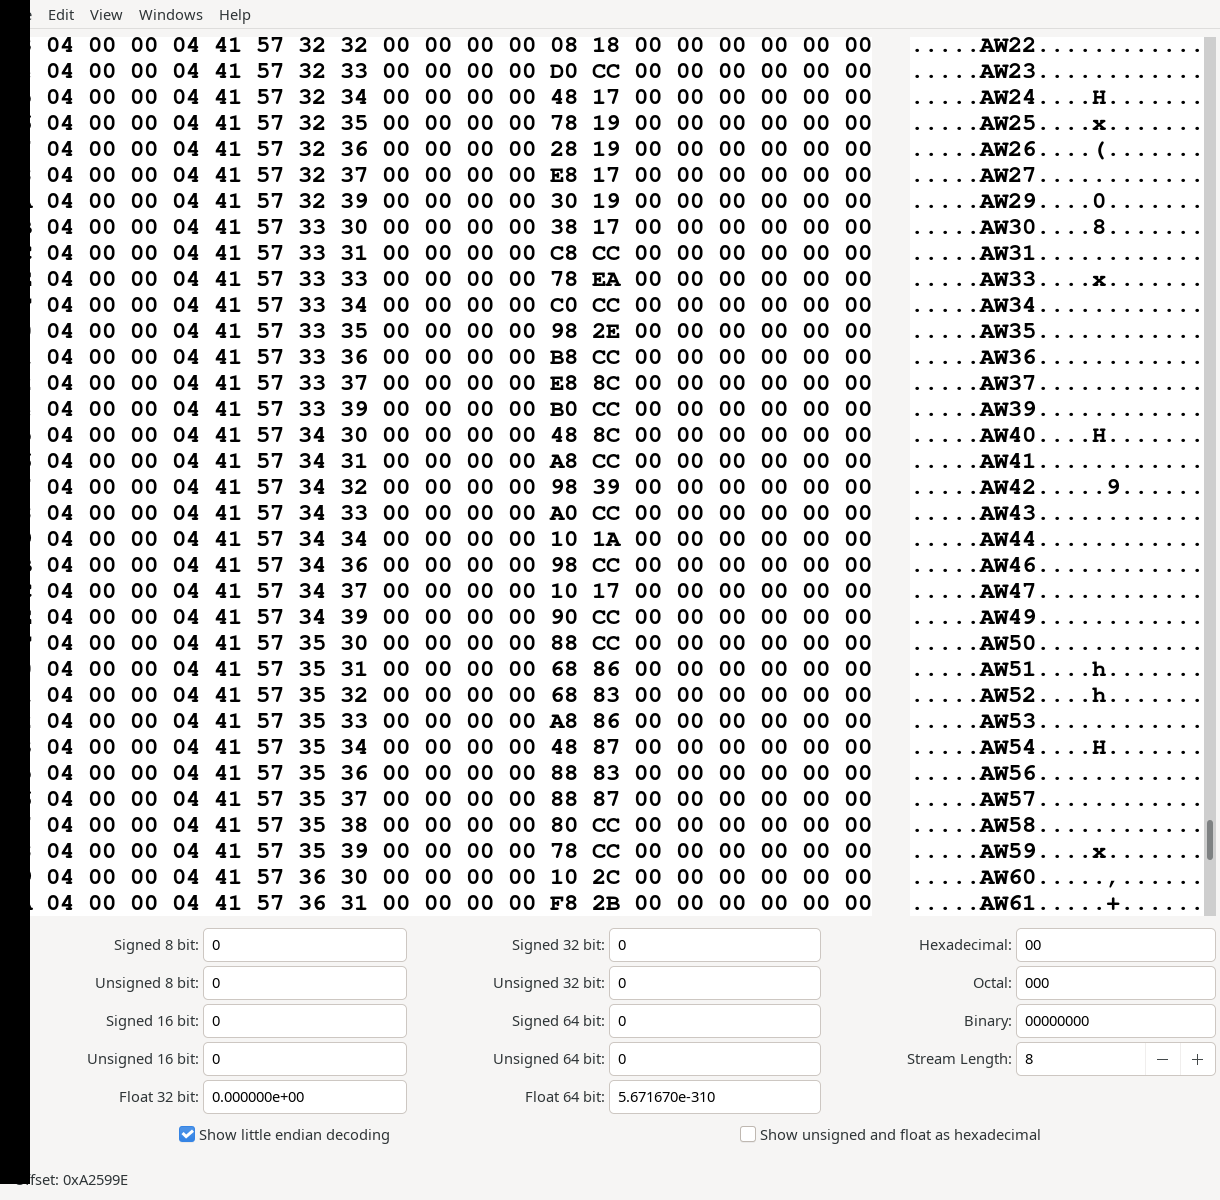 Edit View Windows Help
04 00 00 04 41 57 32 32 00 00 00 00 08 18 00 00 00 00 00 00 .....AW22............
04 00 00 04 41 57 32 33 00 00 00 00 D0 CC 00 00 00 00 00 00 .....AW23............
04 00 00 04 41 57 32 34 00 00 00 00 48 17 00 00 00 00 00 00 .....AW24....H.......
04 00 00 04 41 57 32 35 00 00 00 00 78 19 00 00 00 00 00 00 .....AW25....x.......
04 00 00 04 41 57 32 36 00 00 00 00 28 19 00 00 00 00 00 00 .....AW26....(.......
04 00 00 04 41 57 32 37 00 00 00 00 E8 17 00 00 00 00 00 00 .....AW27............
04 00 00 04 41 57 32 39 00 00 00 00 30 19 00 00 00 00 00 00 .....AW29....0.......
04 00 00 04 41 57 33 30 00 00 00 00 38 17 00 00 00 00 00 00 .....AW30....8.......
04 00 00 04 41 57 33 31 00 00 00 00 C8 CC 00 00 00 00 00 00 .....AW31............
04 00 00 04 41 57 33 33 00 00 00 00 78 EA 00 00 00 00 00 00 .....AW33....x.......
04 00 00 04 41 57 33 34 00 00 00 00 C0 CC 00 00 00 00 00 00 .....AW34............
04 00 00 04 41 57 33 35 00 00 00 00 98 2E 00 00 00 00 00 00 .....AW35............
04 00 00 04 41 57 33 36 00 00 00 00 B8 CC 00 00 00 00 00 00 .....AW36............
04 00 00 04 41 57 33 37 00 00 00 00 E8 8C 00 00 00 00 00 00 .....AW37............
04 00 00 04 41 57 33 39 00 00 00 00 B0 CC 00 00 00 00 00 00 .....AW39............
04 00 00 04 41 57 34 30 00 00 00 00 48 8C 00 00 00 00 00 00 .....AW40....H.......
04 00 00 04 41 57 34 31 00 00 00 00 A8 CC 00 00 00 00 00 00 .....AW41............
04 00 00 04 41 57 34 32 00 00 00 00 98 39 00 00 00 00 00 00 .....AW42.....9......
04 00 00 04 41 57 34 33 00 00 00 00 A0 CC 00 00 00 00 00 00 .....AW43............
04 00 00 04 41 57 34 34 00 00 00 00 10 1A 00 00 00 00 00 00 .....AW44............
04 00 00 04 41 57 34 36 00 00 00 00 98 CC 00 00 00 00 00 00 .....AW46............
04 00 00 04 41 57 34 37 00 00 00 00 10 17 00 00 00 00 00 00 .....AW47............
04 00 00 04 41 57 34 39 00 00 00 00 90 CC 00 00 00 00 00 00 .....AW49............
04 00 00 04 41 57 35 30 00 00 00 00 88 CC 00 00 00 00 00 00 .....AW50............
04 00 00 04 41 57 35 31 00 00 00 00 68 86 00 00 00 00 00 00 .....AW51....h.......
04 00 00 04 41 57 35 32 00 00 00 00 68 83 00 00 00 00 00 00 .....AW52....h.......
04 00 00 04 41 57 35 33 00 00 00 00 A8 86 00 00 00 00 00 00 .....AW53............
04 00 00 04 41 57 35 34 00 00 00 00 48 87 00 00 00 00 00 00 .....AW54....H.......
04 00 00 04 41 57 35 36 00 00 00 00 88 83 00 00 00 00 00 00 .....AW56............
04 00 00 04 41 57 35 37 00 00 00 00 88 87 00 00 00 00 00 00 .....AW57............
04 00 00 04 41 57 35 38 00 00 00 00 80 CC 00 00 00 00 00 00 .....AW58............
04 00 00 04 41 57 35 39 00 00 00 00 78 CC 00 00 00 00 00 00 .....AW59....x.......
04 00 00 04 41 57 36 30 00 00 00 00 10 2C 00 00 00 00 00 00 .....AW60.....,......
04 00 00 04 41 57 36 31 00 00 00 00 F8 2B 00 00 00 00 00 00 .....AW61.....+......
Signed 8 bit: 0 Signed 32 bit: 0 Hexadecimal: 00
Unsigned 8 bit: 0 Unsigned 32 bit: 0 Octal: 000
Signed 16 bit: 0 Signed 64 bit: 0 Binary: 00000000
Unsigned 16 bit: 0 Unsigned 64 bit: 0 Stream Length: 8 − +
Float 32 bit: 0.000000e+00 Float 64 bit: 5.671670e-310
Show little endian decoding Show unsigned and float as hexadecimal
0xA2599E